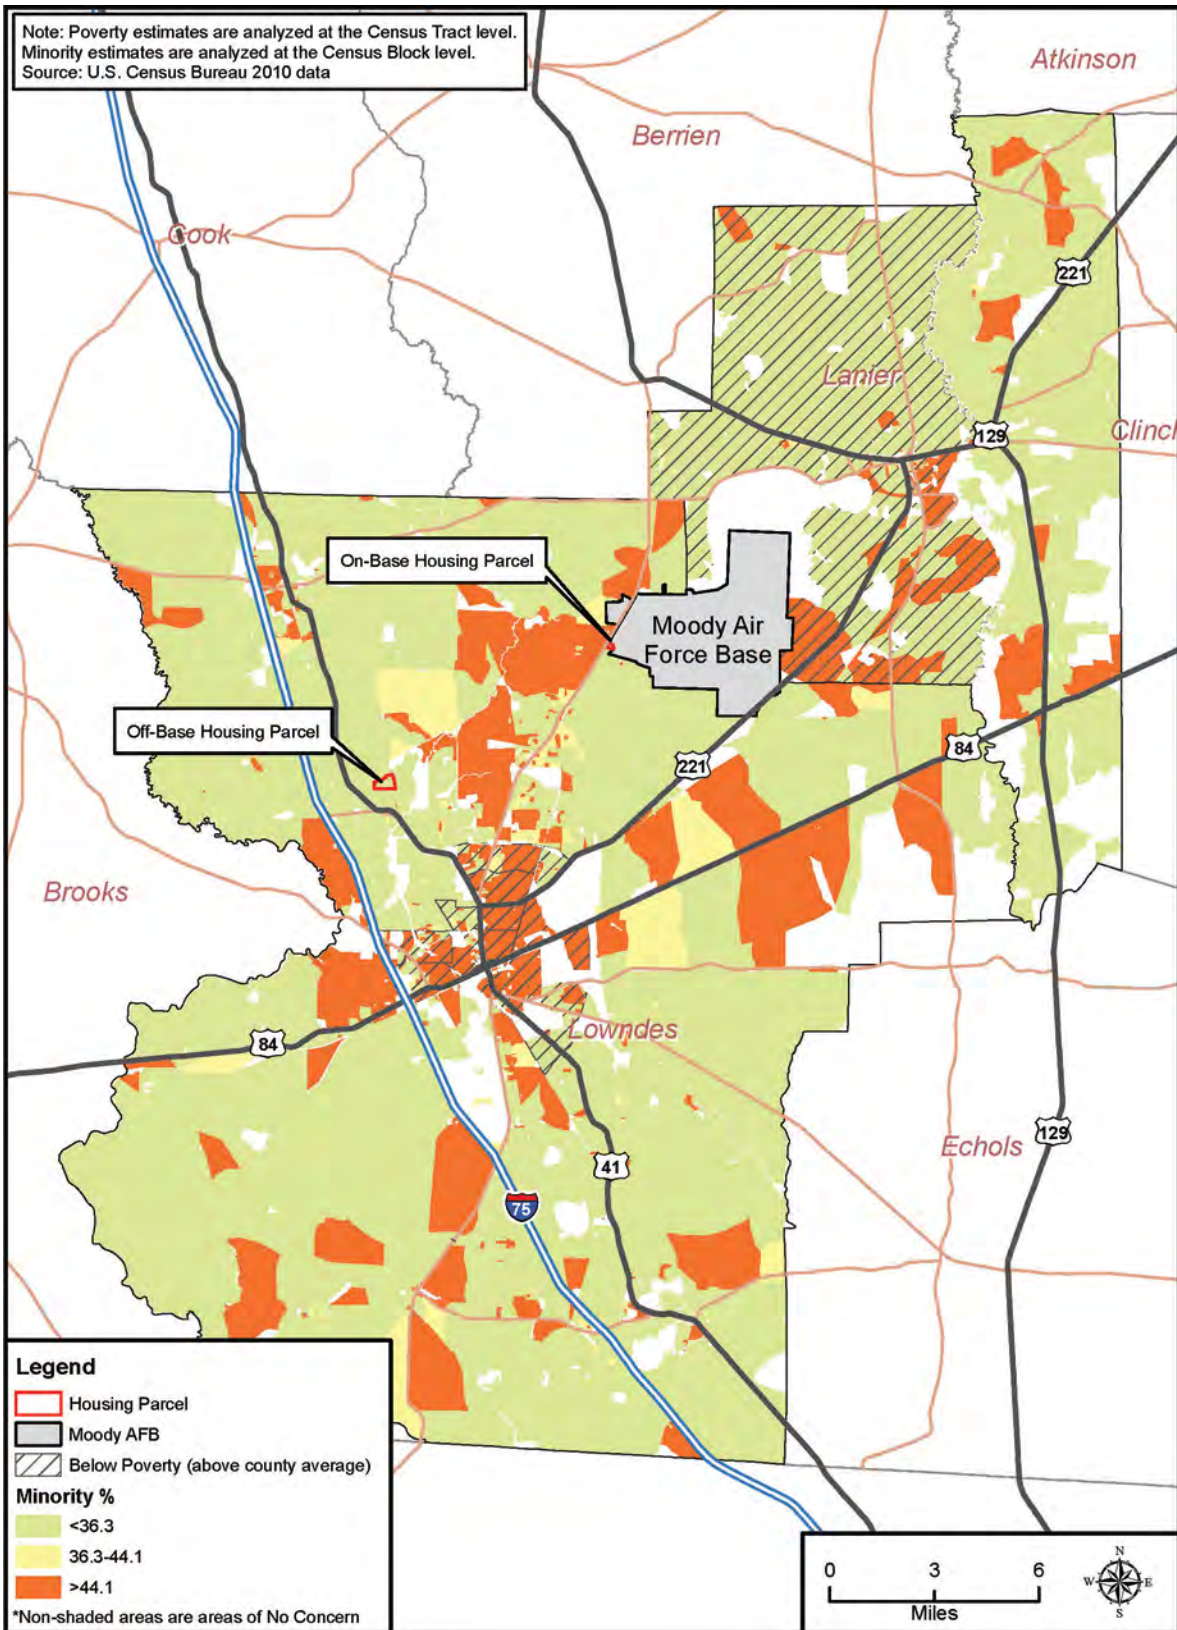 Note: Poverty estimates are analyzed at the Census Tract level.
Minority estimates are analyzed at the Census Block level.
Source: U.S. Census Bureau 2010 data
Atkinson
Berrien
Cook
221
Lanier
129
Clinch
On-Base Housing Parcel
Moody Air
Force Base
Off-Base Housing Parcel
221
84
Brooks
Lowndes
84
129
Echols
41
75
Legend
Housing Parcel
Moody AFB
Below Poverty (above county average)
Minority %
<36.3
36.3-44.1
>44.1
*Non-shaded areas are areas of No Concern
0 3 6
Miles
N
W E
S